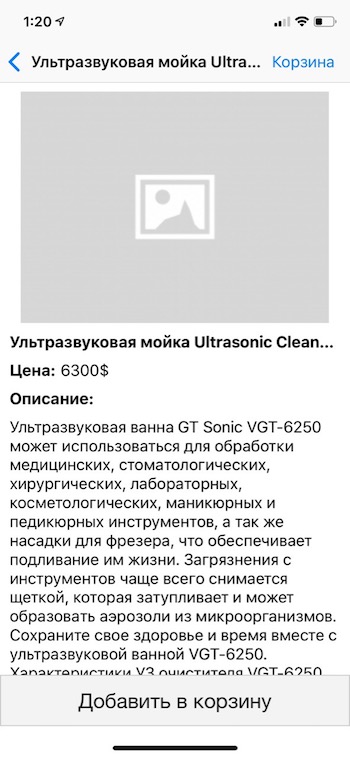 1:20
Ультразвуковая мойка Ultra...
Корзина
Ультразвуковая мойка Ultrasonic Clean...
Цена: 6300$
Описание:
Ультразвуковая ванна GT Sonic VGT-6250
может использоваться для обработки
медицинских, стоматологических,
хирургических, лабораторных,
косметологических, маникюрных и
педикюрных инструментов, а так же
насадки для фрезера, что обеспечивает
подливание им жизни. Загрязнения с
инструментов чаще всего снимается
щеткой, которая затупливает и может
образовать аэрозоли из микроорганизмов.
Сохраните свое здоровье и время вместе с
ультразвуковой ванной VGT-6250.
Характеристики УЗ очистителя VGT-6250
Добавить в корзину